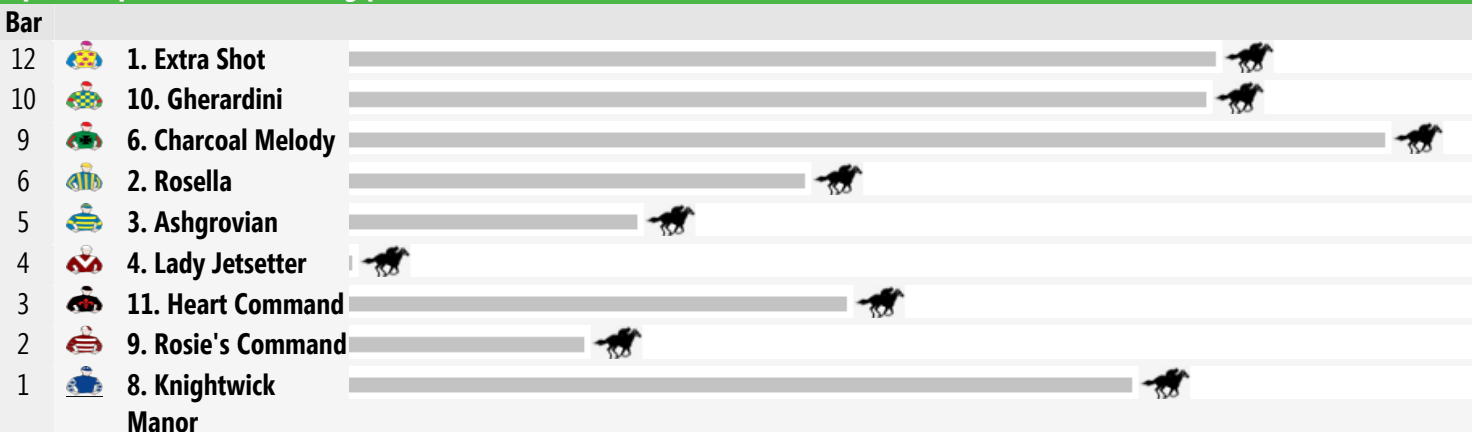 Bar
12 1. Extra Shot
10 10. Gherardini
9 6. Charcoal Melody
6 2. Rosella
5 3. Ashgrovian
4 4. Lady Jetsetter
3 11. Heart Command
2 9. Rosie's Command
1 8. Knightwick
Manor